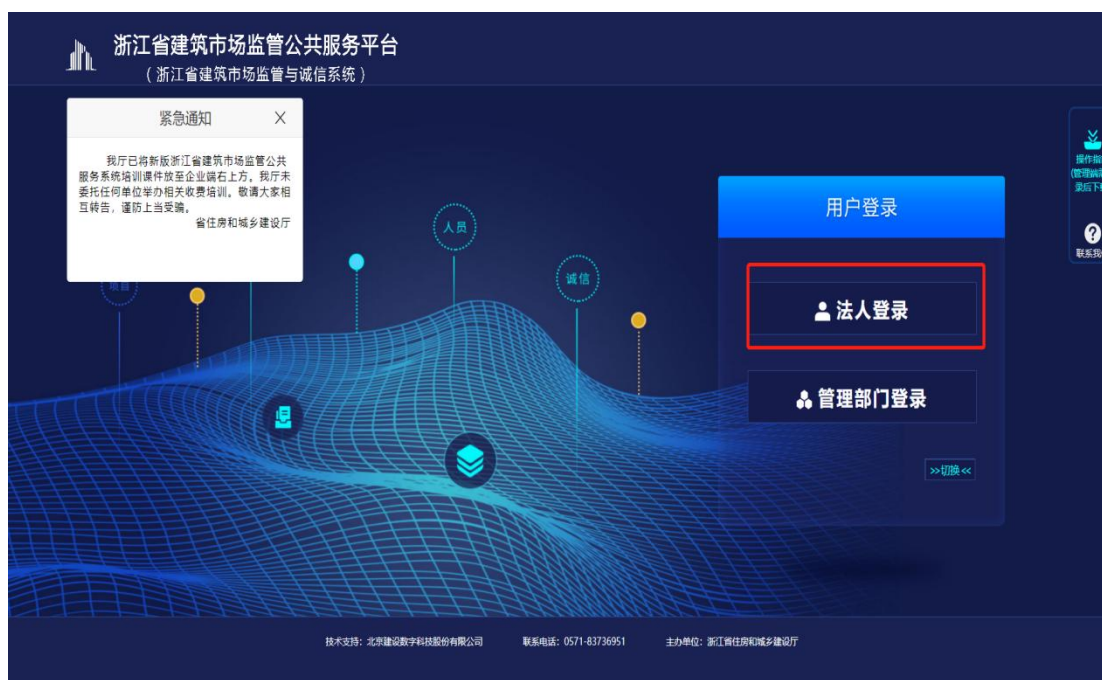 浙江省建筑市场监管公共服务平台
（浙江省建筑市场监管与诚信系统）
紧急通知 X
我厅已将新版浙江省建筑市场监管公共
服务系统培训课件放至企业端右上方。我厅未
委托任何单位举办相关收费培训。敬请大家相
互转告，谨防上当受骗。
省住房和城乡建设厅
项目
人员
诚信
用户登录
法人登录
管理部门登录
>>切换<<
操作指
(管理端
录后下
联系我
技术支持：北京建设数字科技股份有限公司 联系电话：0571-83736951 主办单位：浙江省住房和城乡建设厅